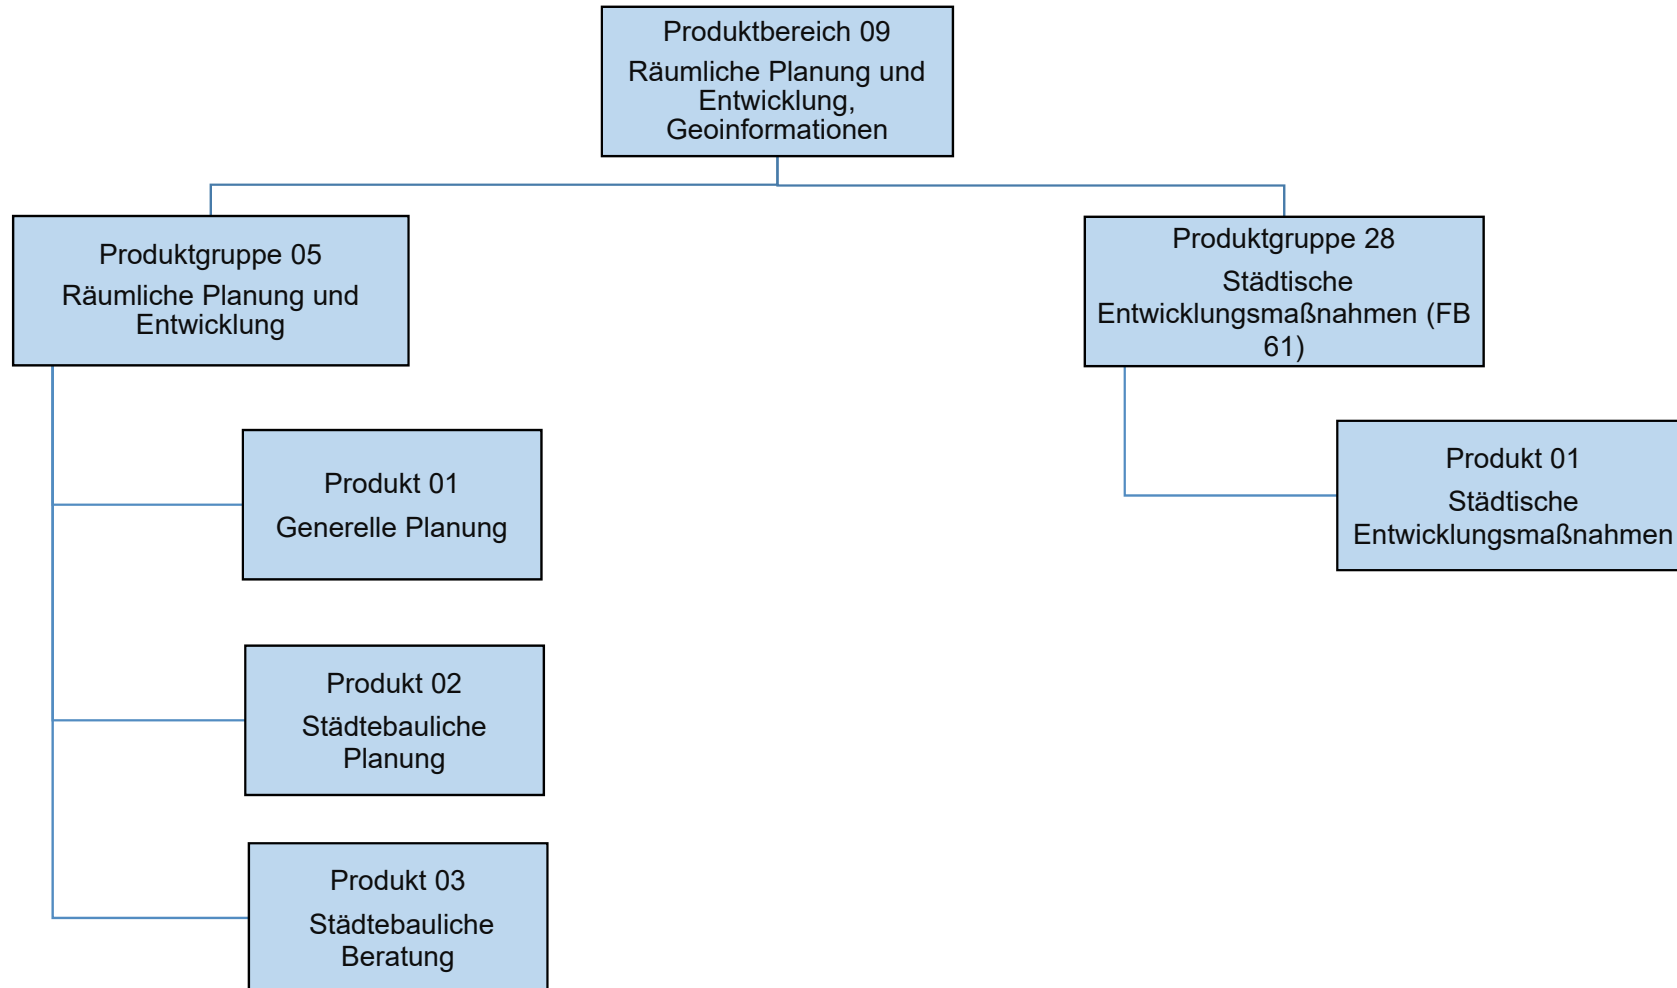 Produktbereich 09
Räumliche Planung und
Entwicklung,
Geoinformationen
Produktgruppe 05
Räumliche Planung und
Entwicklung
Produktgruppe 28
Städtische
Entwicklungsmaßnahmen (FB
61)
Produkt 01
Generelle Planung
Produkt 01
Städtische
Entwicklungsmaßnahmen
Produkt 02
Städtebauliche
Planung
Produkt 03
Städtebauliche
Beratung